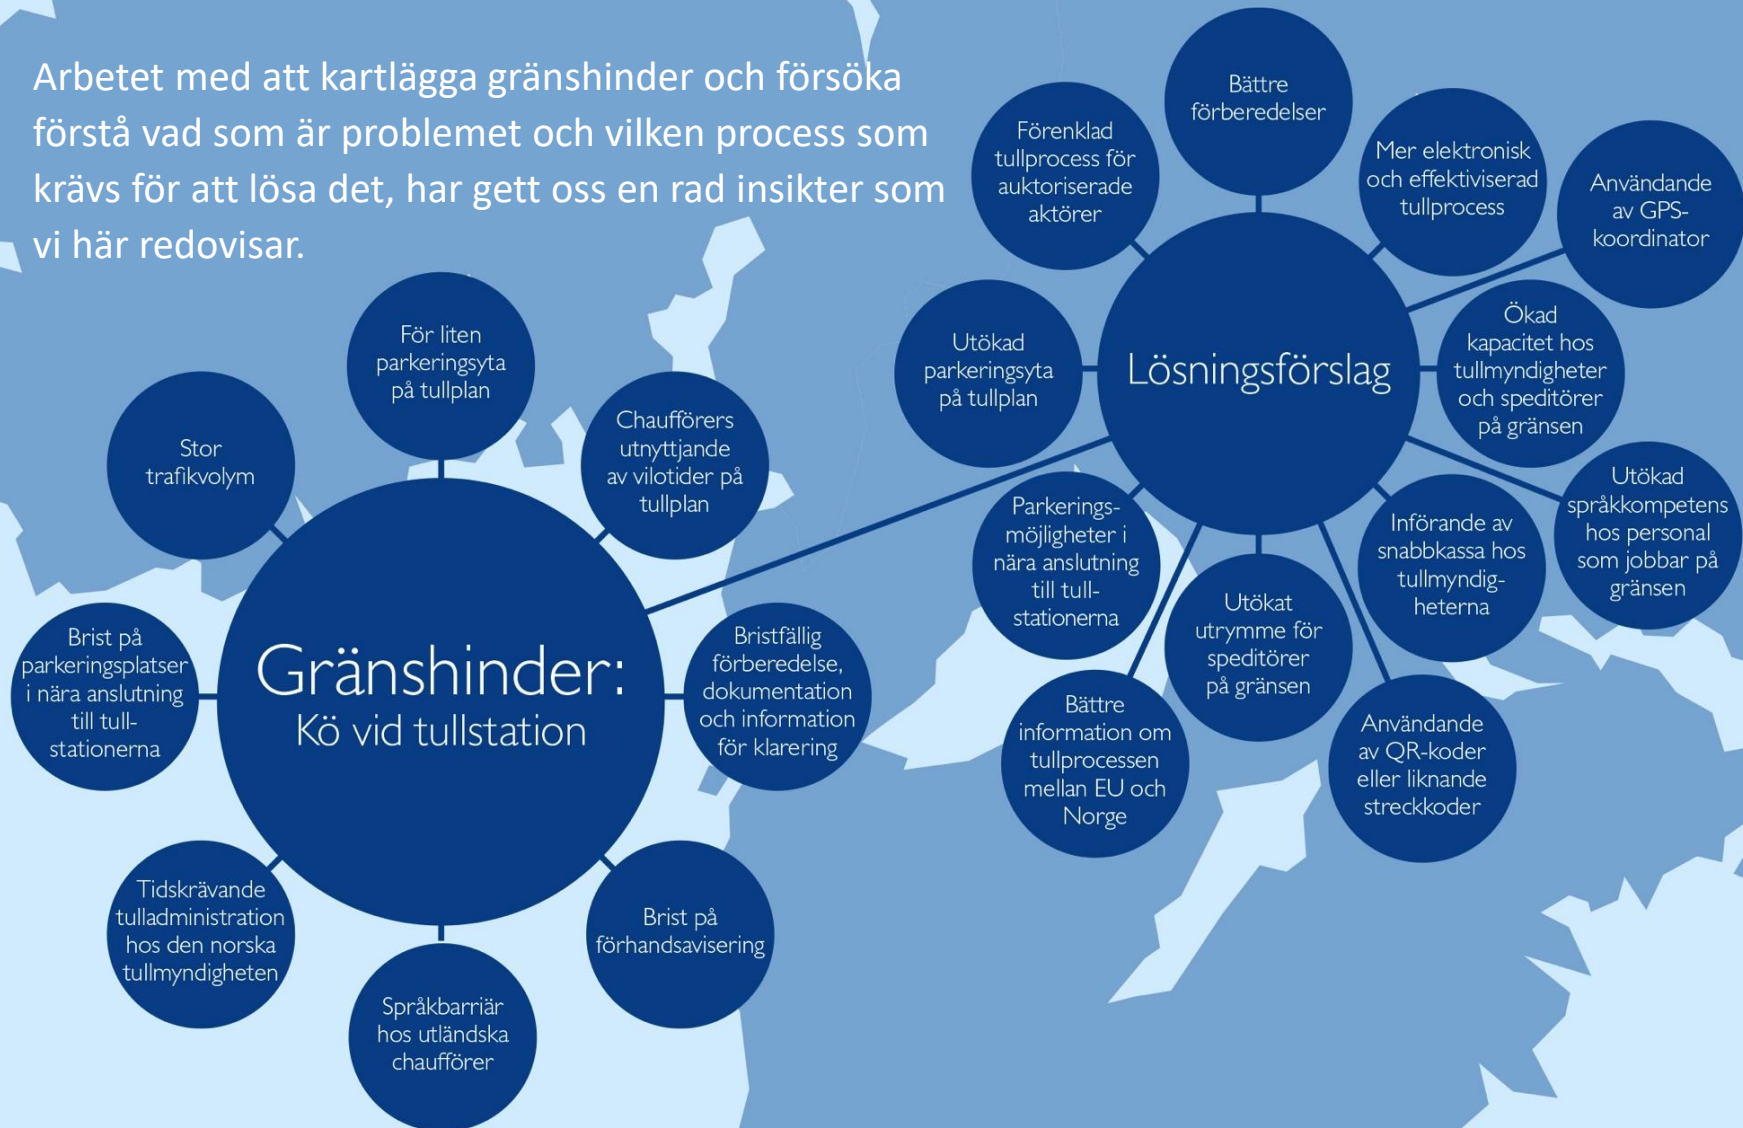 Arbetet med att kartlägga gränshinder och försöka
förstå vad som är problemet och vilken process som
krävs för att lösa det, har gett oss en rad insikter som
vi här redovisar.
Gränshinder:
Kö vid tullstation
För liten
parkeringsyta
på tullplan
Chaufförers
utnyttjande
av vilotider på
tullplan
Bristfällig
förberedelse,
dokumentation
och information
för klarering
Brist på
förhandsavisering
Språkbarriär
hos utländska
chaufförer
Tidskrävande
tulladministration
hos den norska
tullmyndigheten
Brist på
parkeringsplatser
i nära anslutning
till tull-
stationerna
Stor
trafikvolym
Lösningsförslag
Bättre
förberedelser
Mer elektronisk
och effektiviserad
tullprocess
Användande
av GPS-
koordinator
Ökad
kapacitet hos
tullmyndigheter
och speditörer
på gränsen
Utökad
språkkompetens
hos personal
som jobbar på
gränsen
Införande av
snabbkassa hos
tullmyndig-
heterna
Användande
av QR-koder
eller liknande
streckkoder
Utökat
utrymme för
speditörer
på gränsen
Bättre
information om
tullprocessen
mellan EU och
Norge
Parkerings-
möjligheter i
nära anslutning
till tull-
stationerna
Utökad
parkeringsyta
på tullplan
Förenklad
tullprocess för
auktoriserade
aktörer